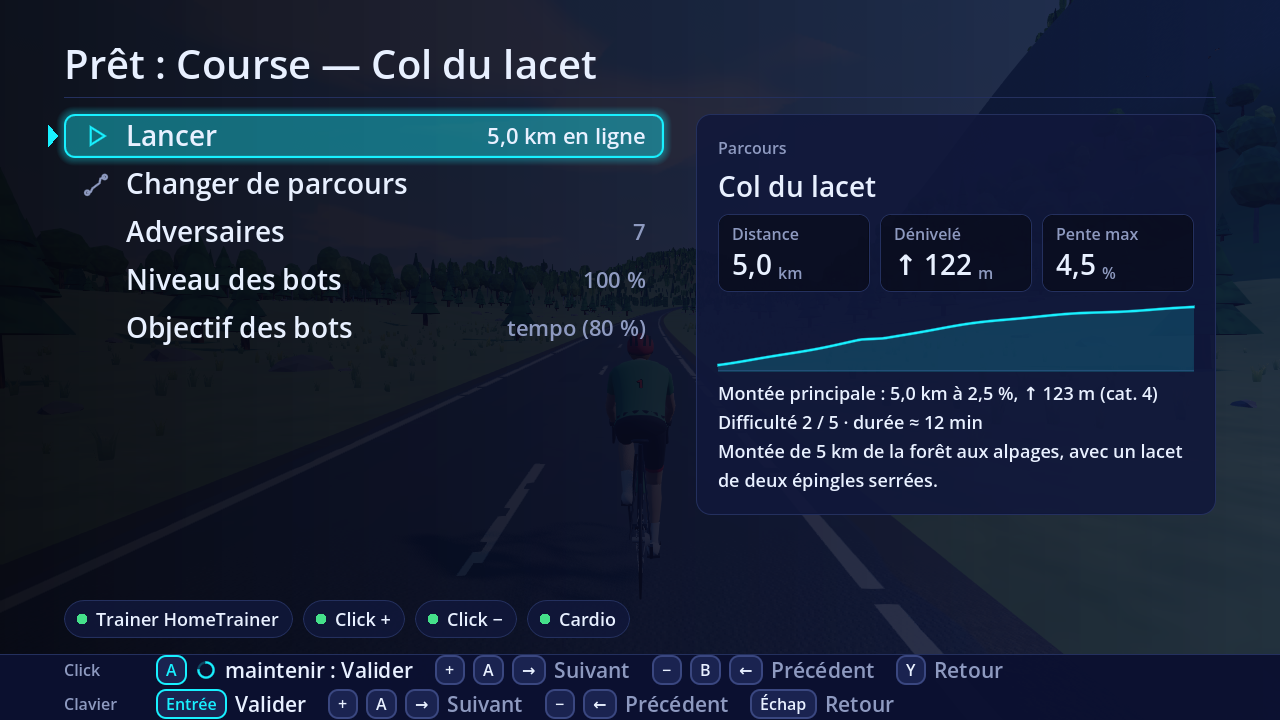 Prêt : Course — Col du lacet
Lancer 5,0 km en ligne
Changer de parcours
Adversaires 7
Niveau des bots 100 %
Objectif des bots tempo (80 %)
Parcours
Col du lacet
Distance Dénivelé Pente max
5,0 km ↑ 122 m 4,5 %
Montée principale : 5,0 km à 2,5 %, ↑ 123 m (cat. 4)
Difficulté 2 / 5 · durée ≈ 12 min
Montée de 5 km de la forêt aux alpages, avec un lacet
de deux épingles serrées.
Trainer HomeTrainer Click + Click − Cardio
Click A maintenir : Valider + A → Suivant − B ← Précédent Y Retour
Clavier Entrée Valider + A → Suivant − ← Précédent Échap Retour